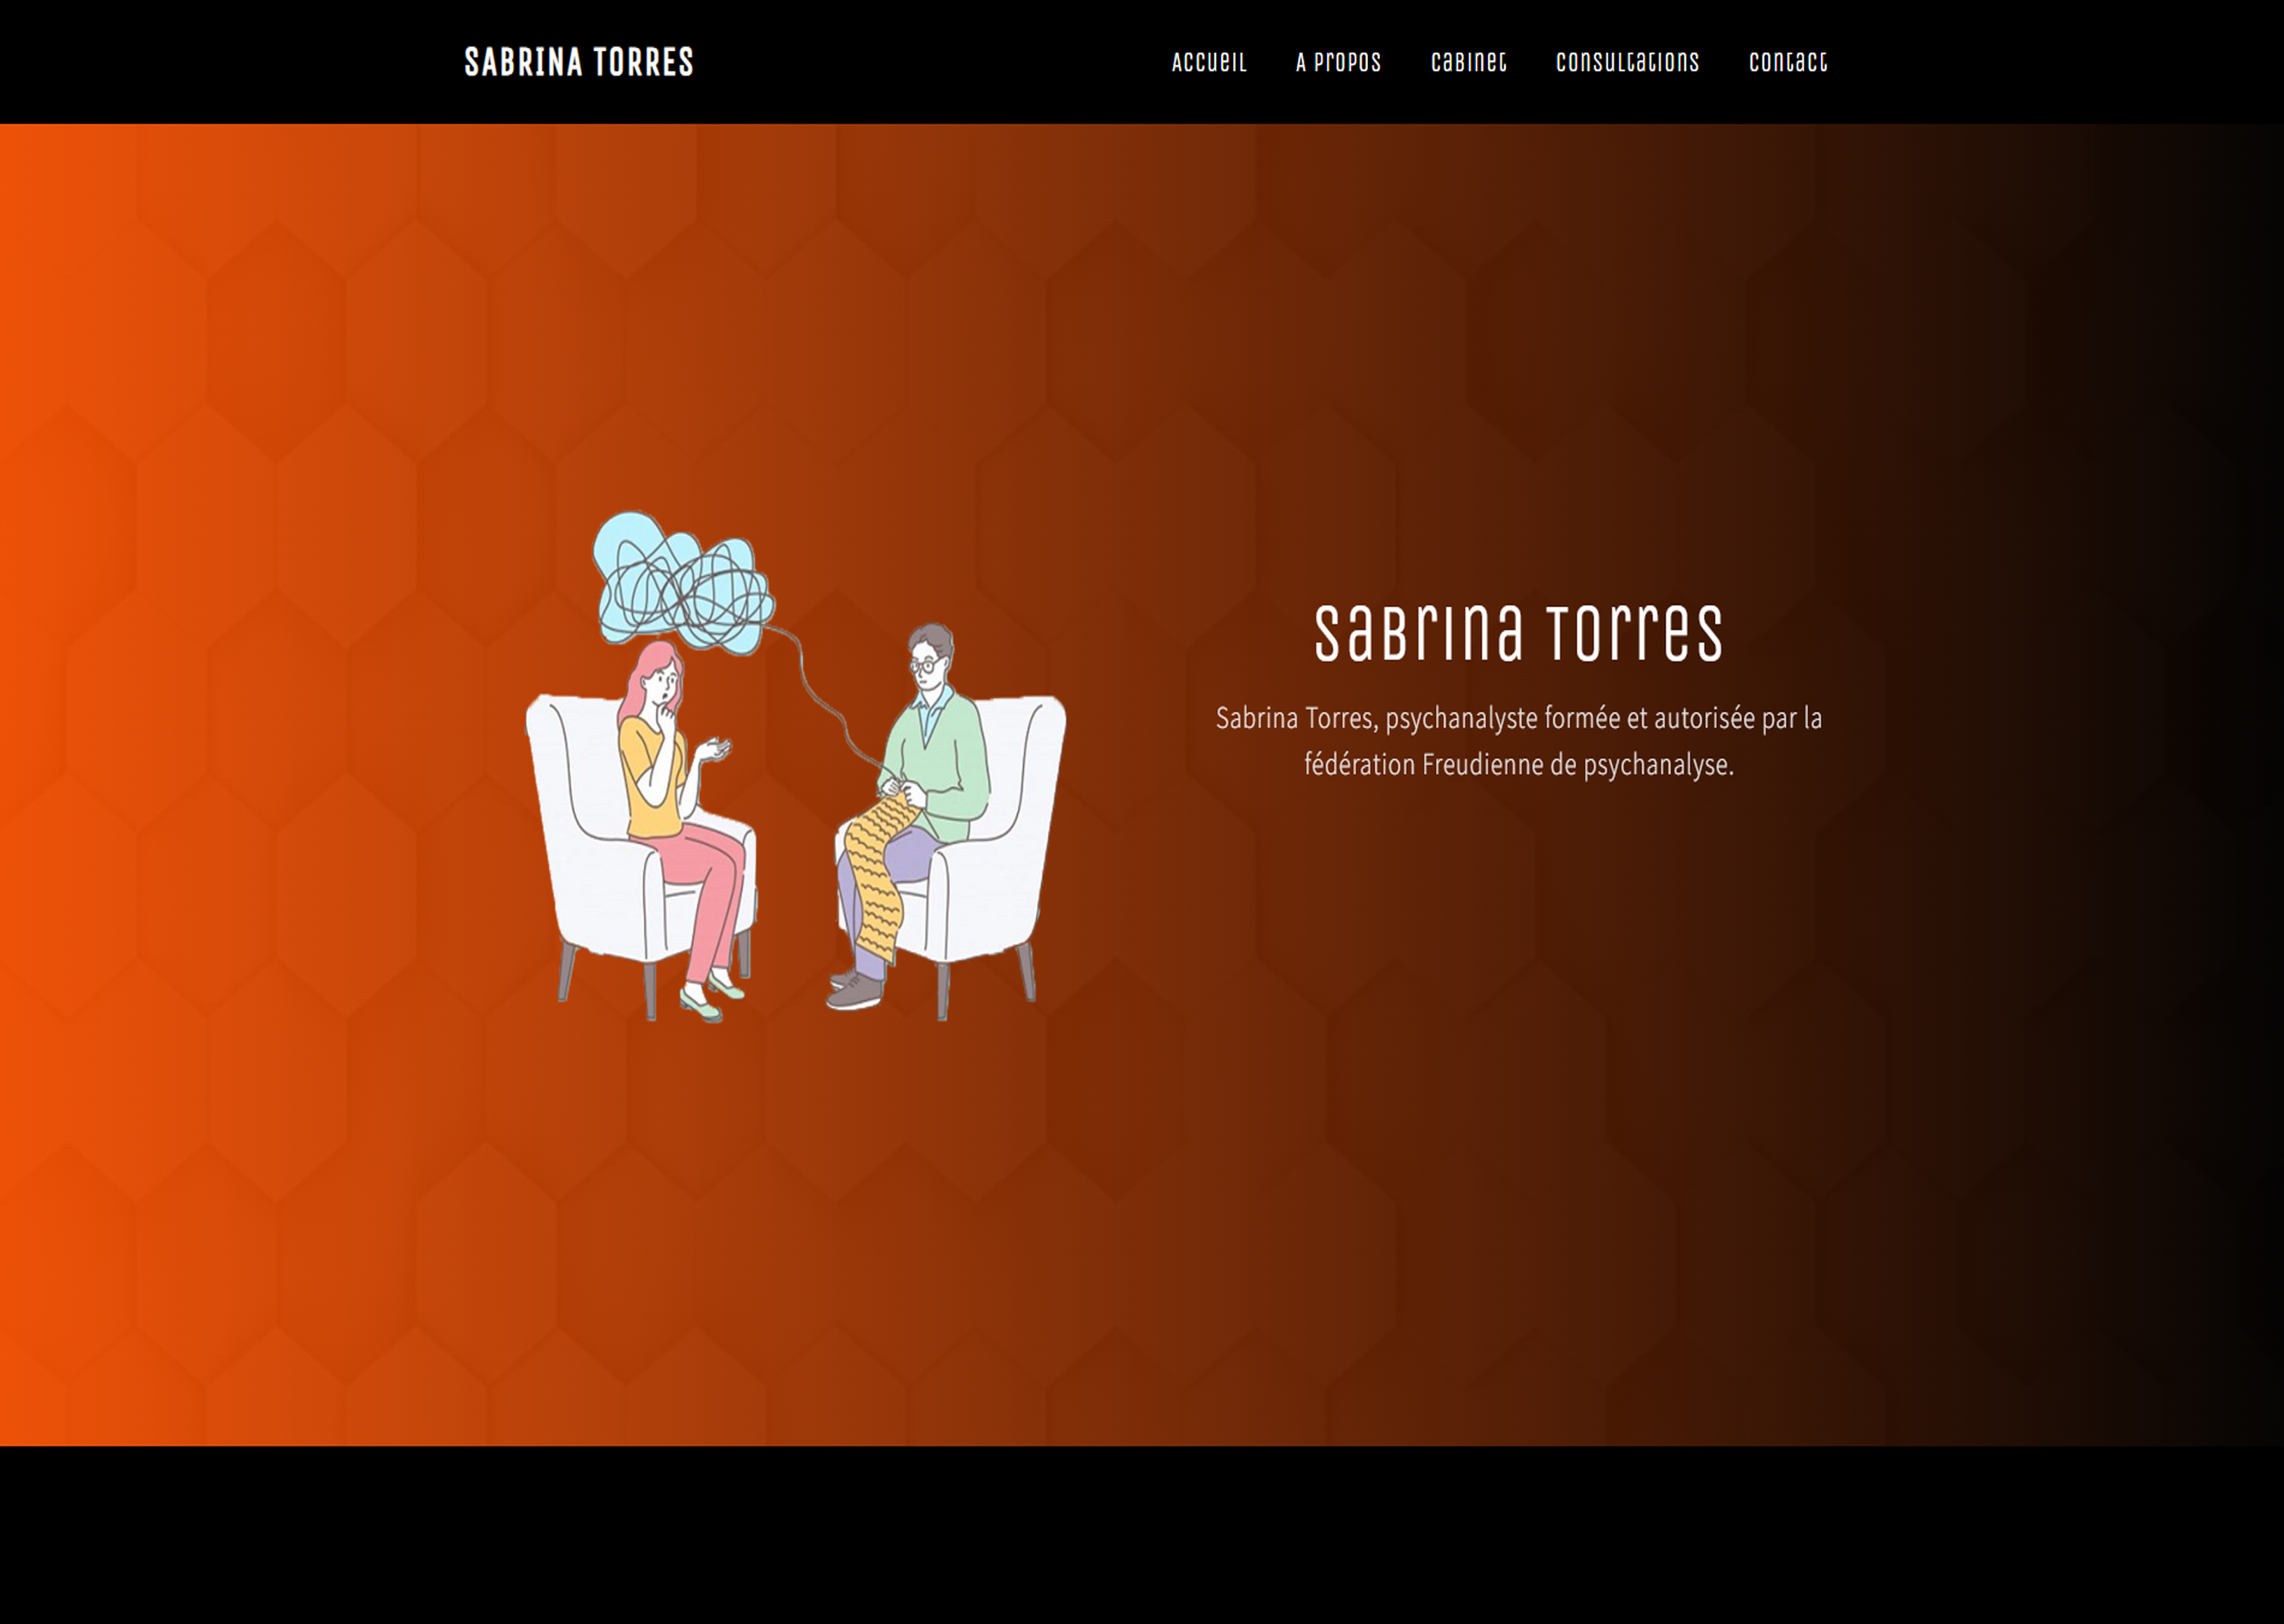 SABRINA TORRES
Accueil
A propos
Cabinet
Consultations
Contact
Sabrina Torres
Sabrina Torres, psychanalyste formée et autorisée par la
fédération Freudienne de psychanalyse.